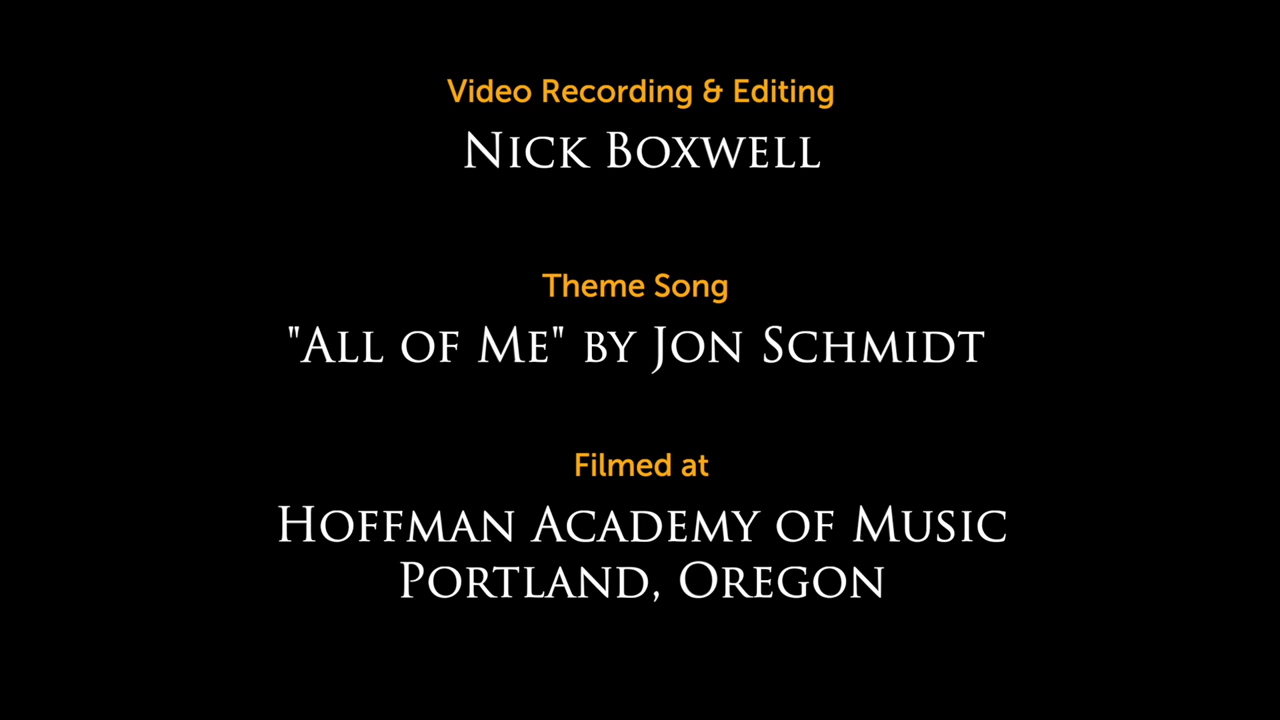 Video Recording & Editing
Nick Boxwell
Theme Song
"All of Me" by Jon Schmidt
Filmed at
Hoffman Academy of Music
Portland, Oregon